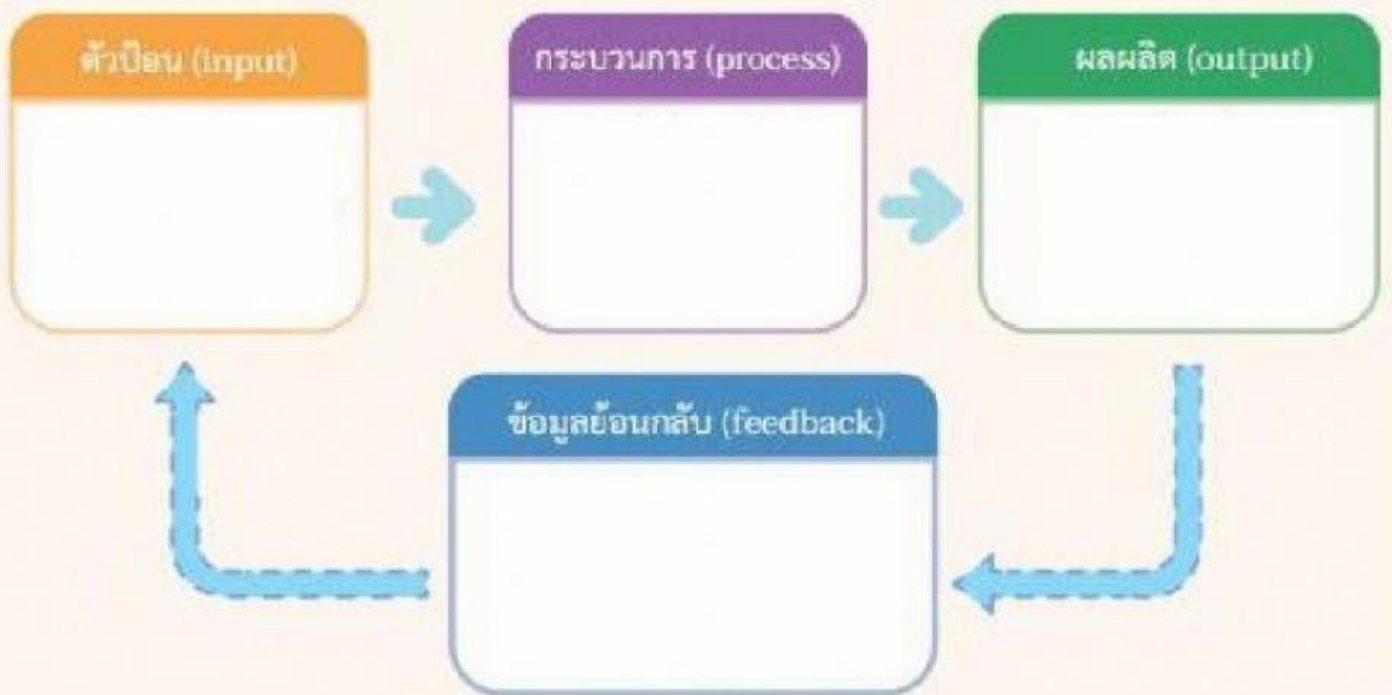 ตัวป้อน (input)
กระบวนการ (process)
ผลผลิต (output)
ข้อมูลย้อนกลับ (feedback)